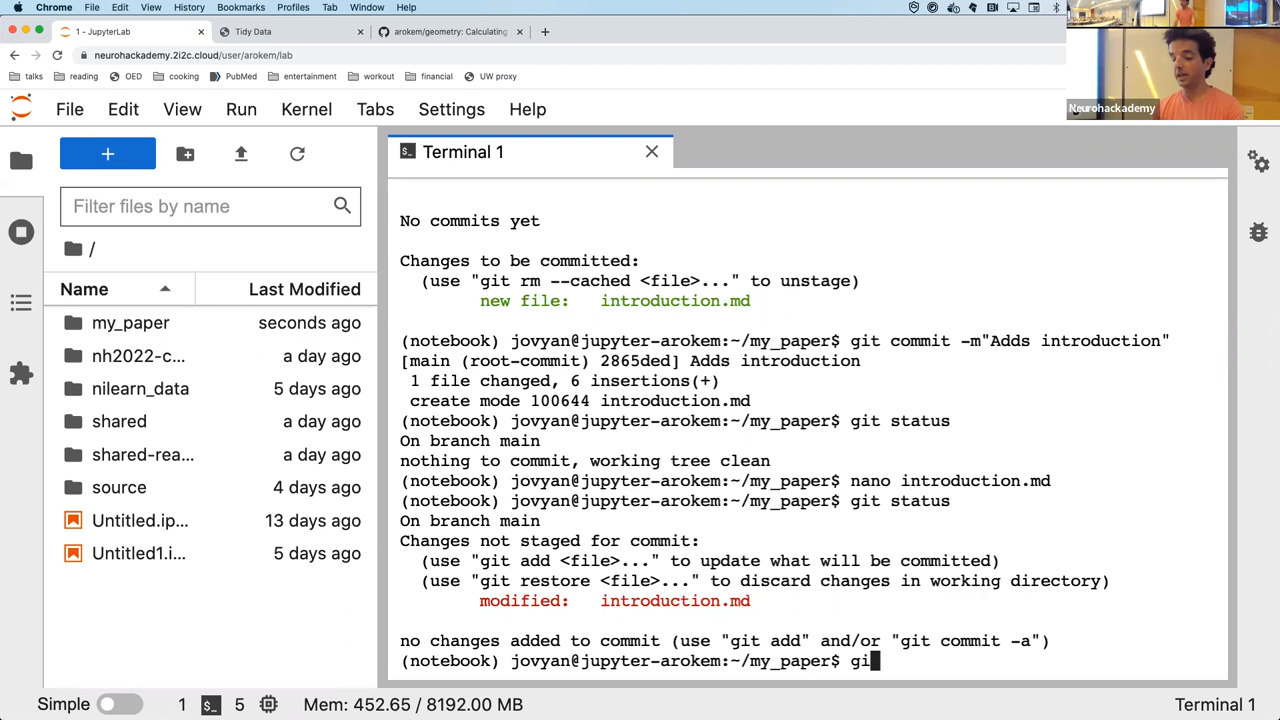 Chrome File Edit View History Bookmarks Profiles Tab Window Help
1 - JupyterLab × Tidy Data × arokem/geometry: Calculating × +
neurohackademy.2i2c.cloud/user/arokem/lab
talks reading OED cooking PubMed entertainment workout financial UW proxy
Neurohackademy
File Edit View Run Kernel Tabs Settings Help
+
Filter files by name
/
Name Last Modified
my_paper seconds ago
nh2022-c... a day ago
nilearn_data 5 days ago
shared a day ago
shared-rea... a day ago
source 4 days ago
Untitled.ip... 13 days ago
Untitled1.i... 5 days ago
Terminal 1
No commits yet
Changes to be committed:
(use "git rm --cached <file>..." to unstage)
new file: introduction.md
(notebook) jovyan@jupyter-arokem:~/my_paper$ git commit -m"Adds introduction"
[main (root-commit) 2865ded] Adds introduction
1 file changed, 6 insertions(+)
create mode 100644 introduction.md
(notebook) jovyan@jupyter-arokem:~/my_paper$ git status
On branch main
nothing to commit, working tree clean
(notebook) jovyan@jupyter-arokem:~/my_paper$ nano introduction.md
(notebook) jovyan@jupyter-arokem:~/my_paper$ git status
On branch main
Changes not staged for commit:
(use "git add <file>..." to update what will be committed)
(use "git restore <file>..." to discard changes in working directory)
modified: introduction.md
no changes added to commit (use "git add" and/or "git commit -a")
(notebook) jovyan@jupyter-arokem:~/my_paper$ gi
Simple 1 5 Mem: 452.65 / 8192.00 MB Terminal 1